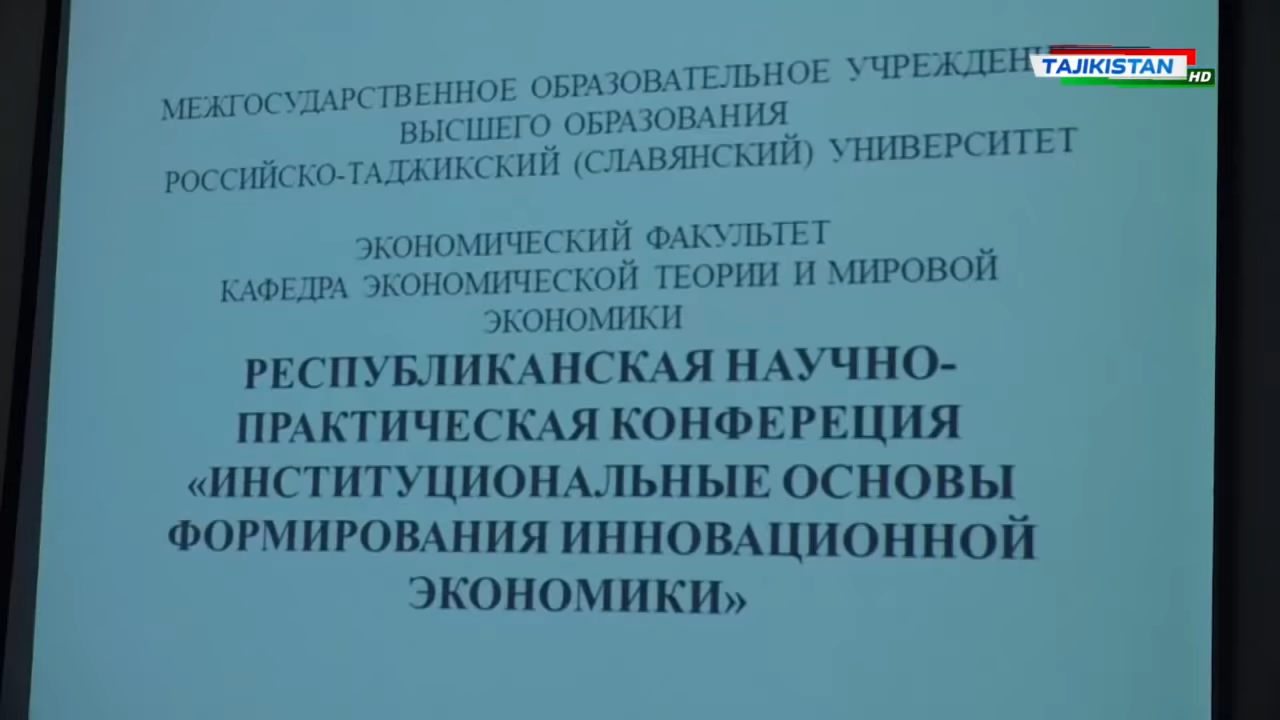 МЕЖГОСУДАРСТВЕННОЕ ОБРАЗОВАТЕЛЬНОЕ УЧРЕЖДЕНИ
TAJIKISTAN
HD
ВЫСШЕГО ОБРАЗОВАНИЯ
РОССИЙСКО-ТАДЖИКСКИЙ (СЛАВЯНСКИЙ) УНИВЕРСИТЕТ
ЭКОНОМИЧЕСКИЙ ФАКУЛЬТЕТ
КАФЕДРА ЭКОНОМИЧЕСКОЙ ТЕОРИИ И МИРОВОЙ
ЭКОНОМИКИ
РЕСПУБЛИКАНСКАЯ НАУЧНО-
ПРАКТИЧЕСКАЯ КОНФЕРЕЦИЯ
«ИНСТИТУЦИОНАЛЬНЫЕ ОСНОВЫ
ФОРМИРОВАНИЯ ИННОВАЦИОННОЙ
ЭКОНОМИКИ»